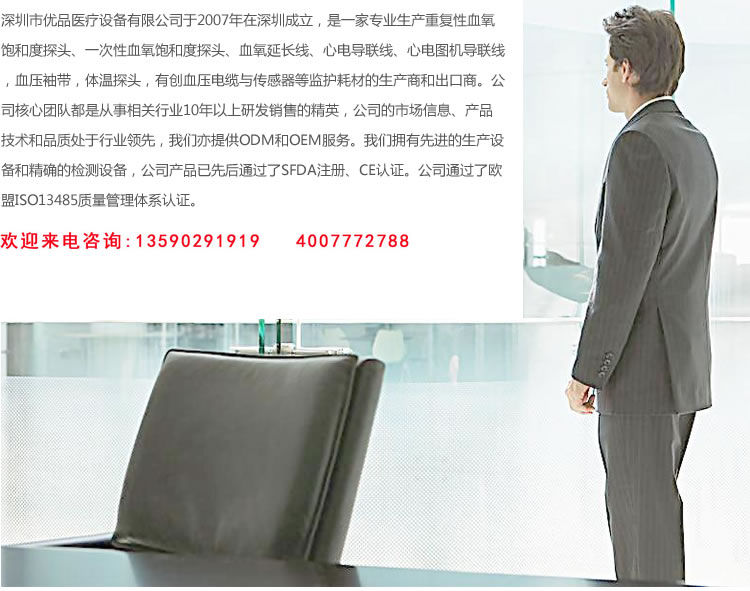 深圳市优品医疗设备有限公司于2007年在深圳成立，是一家专业生产重复性血氧
饱和度探头、一次性血氧饱和度探头、血氧延长线、心电导联线、心电图机导联线
，血压袖带，体温探头，有创血压电缆与传感器等监护耗材的生产商和出口商。公
司核心团队都是从事相关行业10年以上研发销售的精英，公司的市场信息、产品
技术和品质处于行业领先，我们亦提供ODM和OEM服务。我们拥有先进的生产设
备和精确的检测设备，公司产品已先后通过了SFDA注册、CE认证。公司通过了欧
盟ISO13485质量管理体系认证。
欢迎来电咨询:13590291919 4007772788